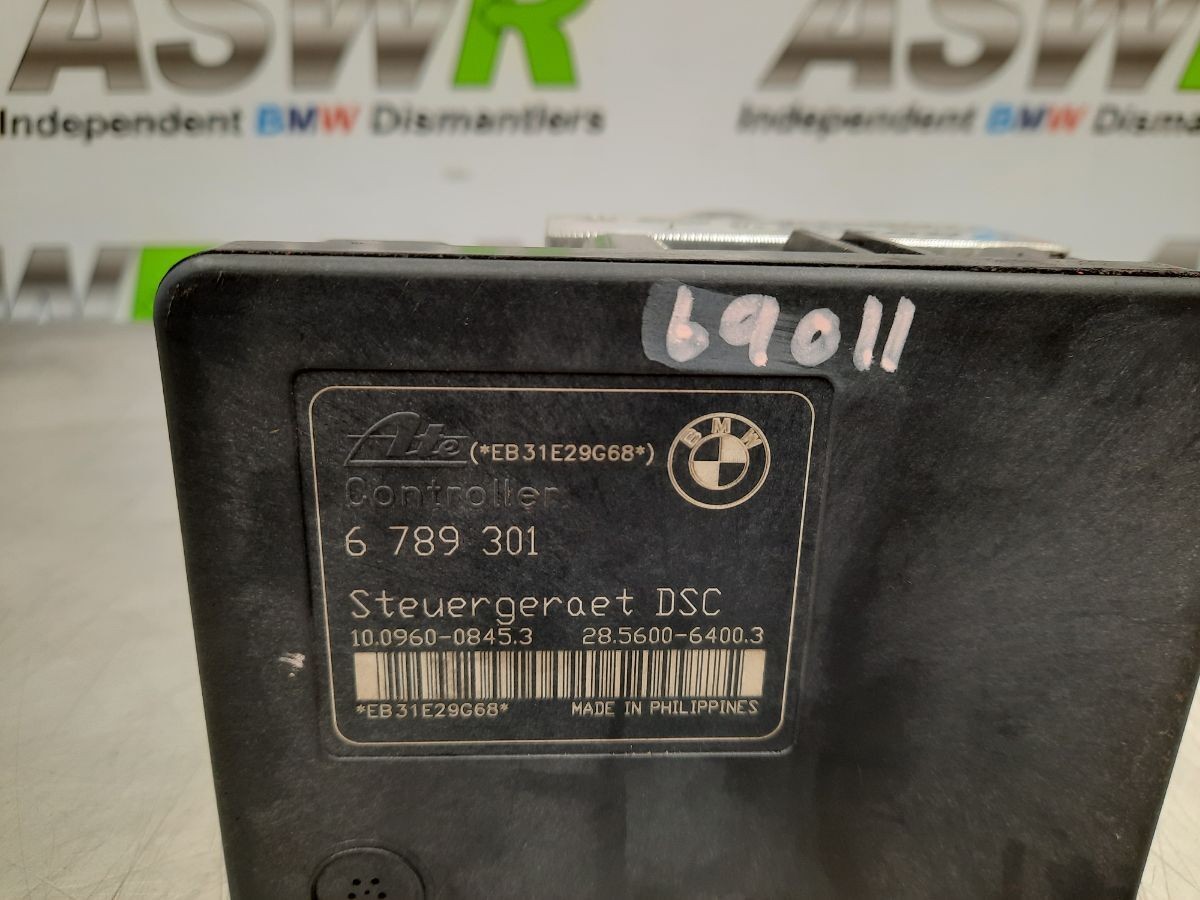 ASWR
ASWR
Independent BMW Dismantlers
Independent BMW Disma
69011
Ate (*EB31E29G68*)
BMW
Controller
6 789 301
Steuergeraet DSC
10.0960-0845.3 28.5600-6400.3
*EB31E29G68* MADE IN PHILIPPINES